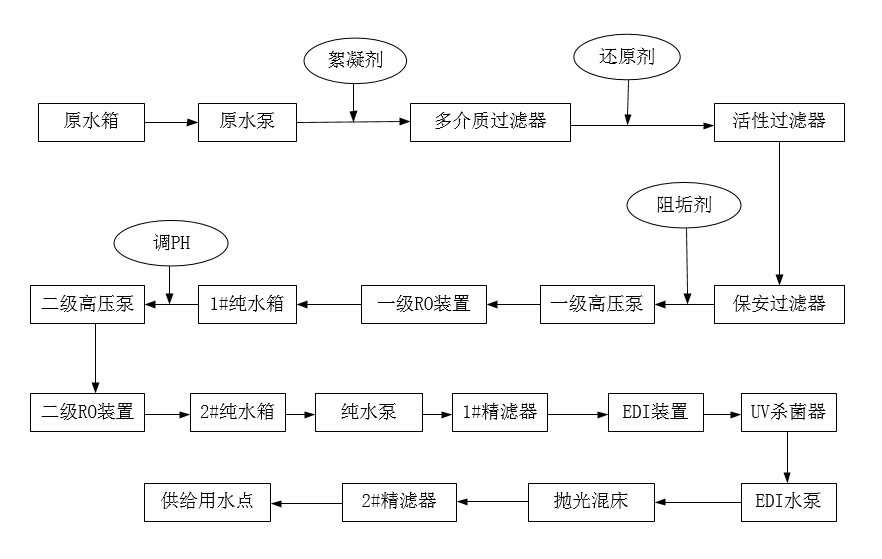 絮凝剂
还原剂
原水箱
原水泵
多介质过滤器
活性过滤器
阻垢剂
调PH
二级高压泵
1#纯水箱
一级RO装置
一级高压泵
保安过滤器
二级RO装置
2#纯水箱
纯水泵
1#精滤器
EDI装置
UV杀菌器
供给用水点
2#精滤器
抛光混床
EDI水泵